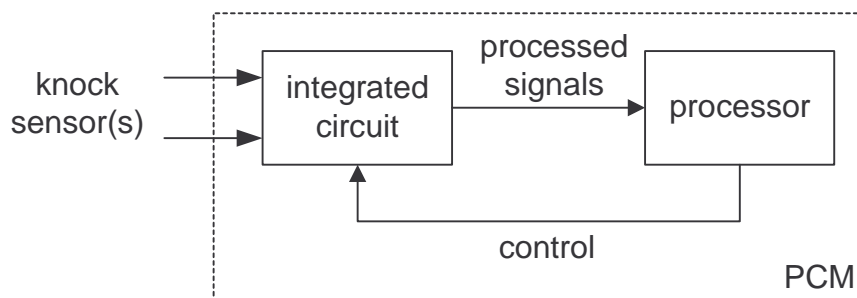 knock
sensor(s)
integrated
circuit
processed
signals
processor
control
PCM